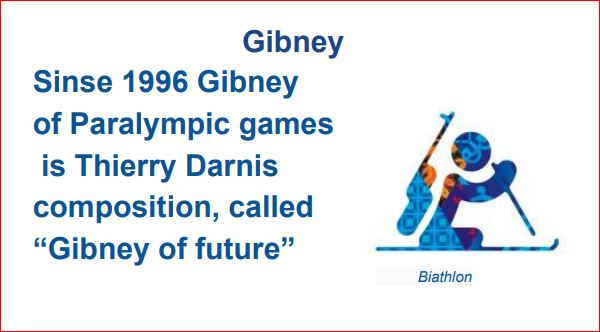 Gibney
Sinse 1996 Gibney
of Paralympic games
is Thierry Darnis
composition, called
“Gibney of future”
Biathlon